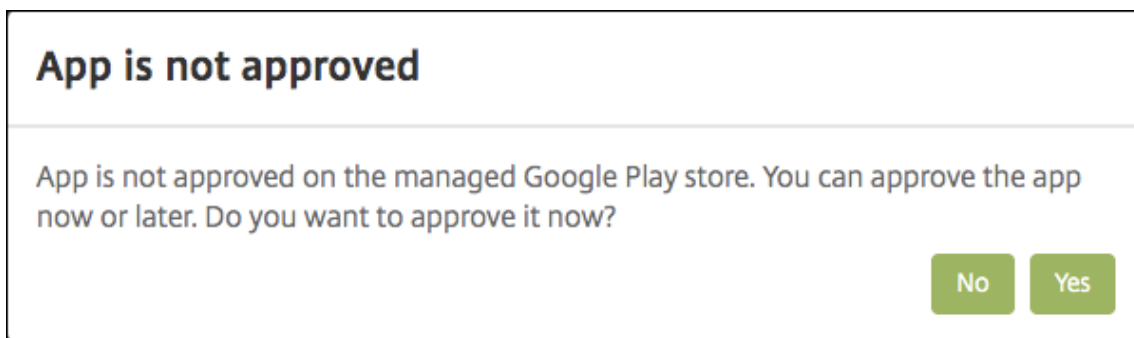 App is not approved
App is not approved on the managed Google Play store. You can approve the app
now or later. Do you want to approve it now?
No Yes